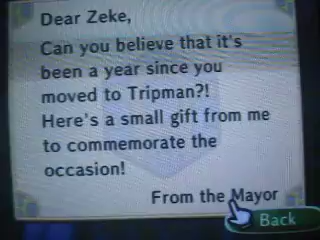 Dear Zeke,
Can you believe that it's
been a year since you
moved to Tripman?!
Here's a small gift from me
to commemorate the
occasion!
From the Mayor
Back